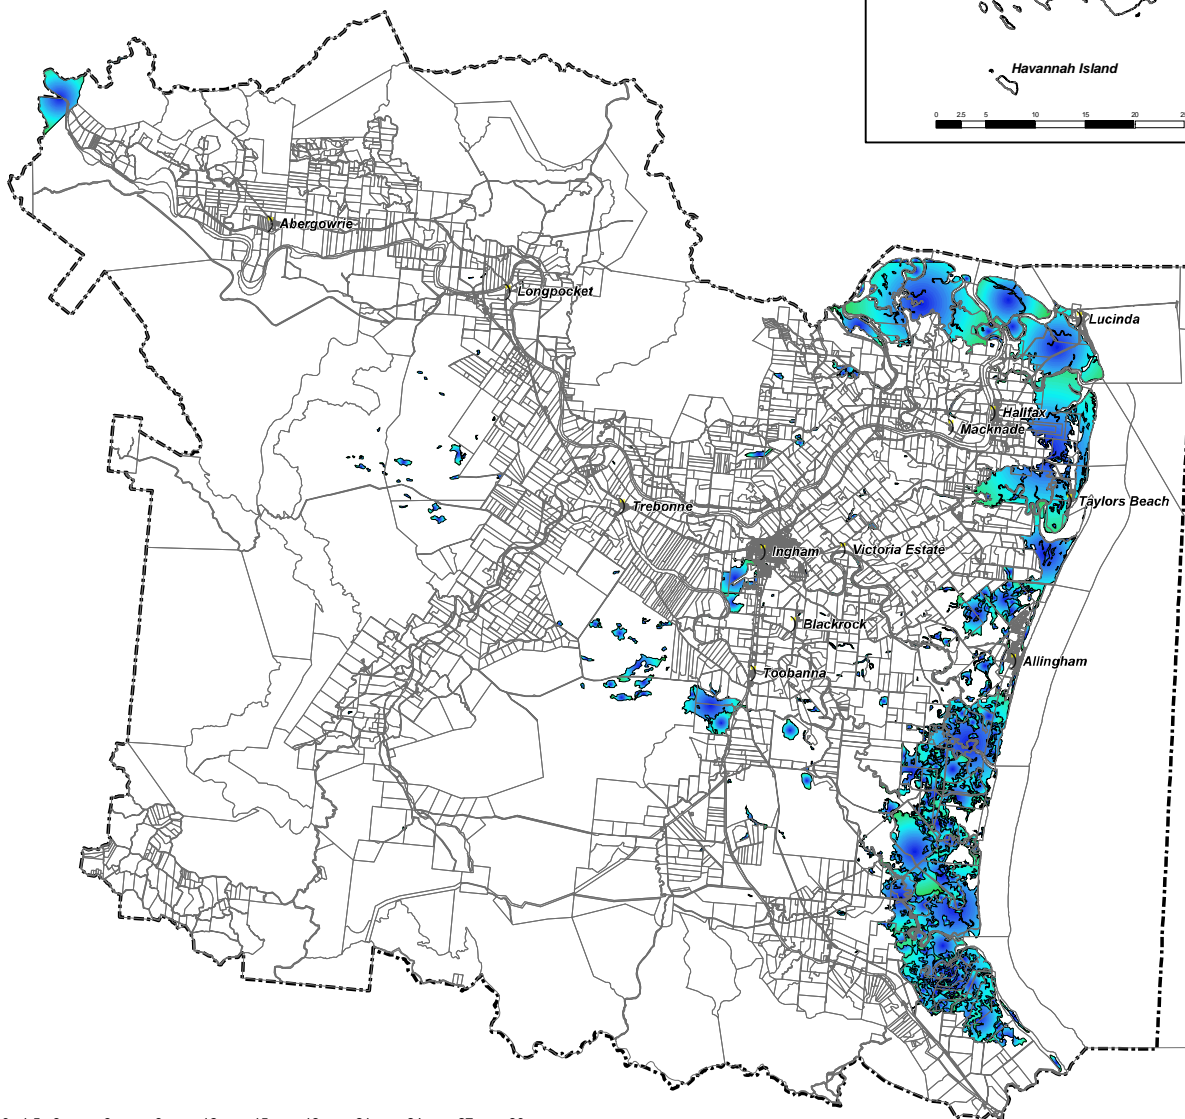 Havannah Island
0 2.5 5 10 15 20
Abergowrie
Longpocket
Lucinda
Halifax
Macknade
Taylors Beach
Trebonne
Ingham
Victoria Estate
Blackrock
Allingham
Toobanna